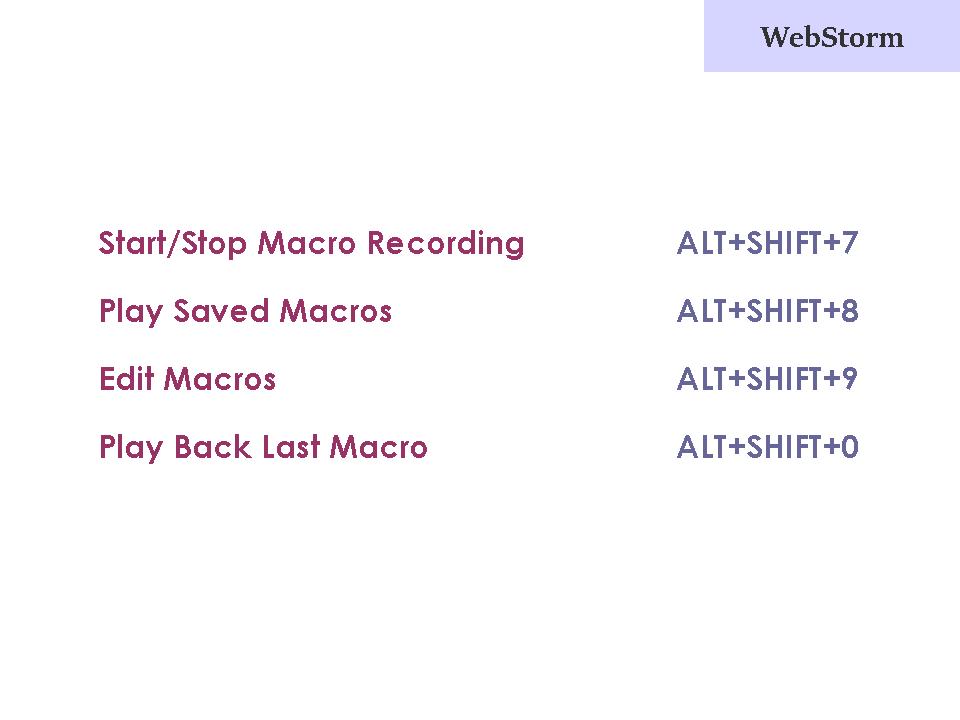 WebStorm
Start/Stop Macro Recording ALT+SHIFT+7
Play Saved Macros ALT+SHIFT+8
Edit Macros ALT+SHIFT+9
Play Back Last Macro ALT+SHIFT+0